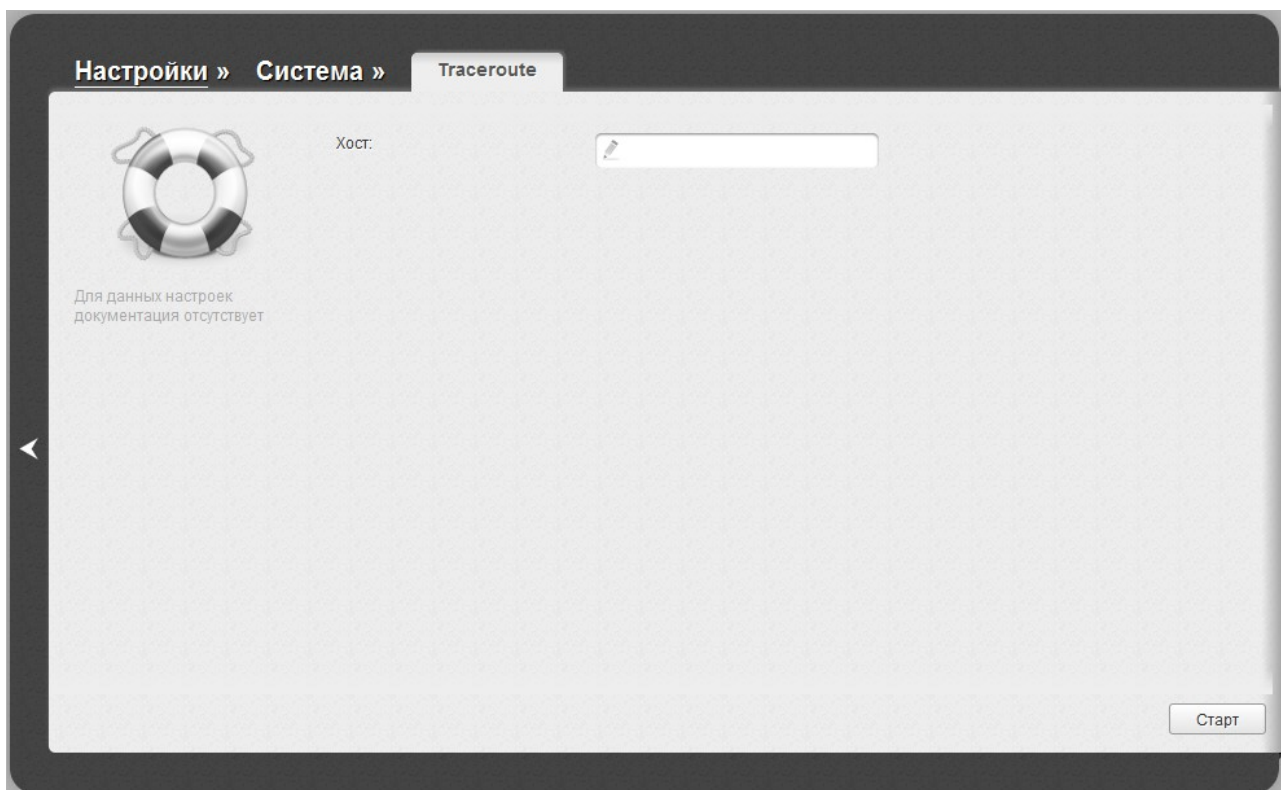 Настройки » Система » Traceroute
Хост:
Для данных настроек
документация отсутствует
Старт